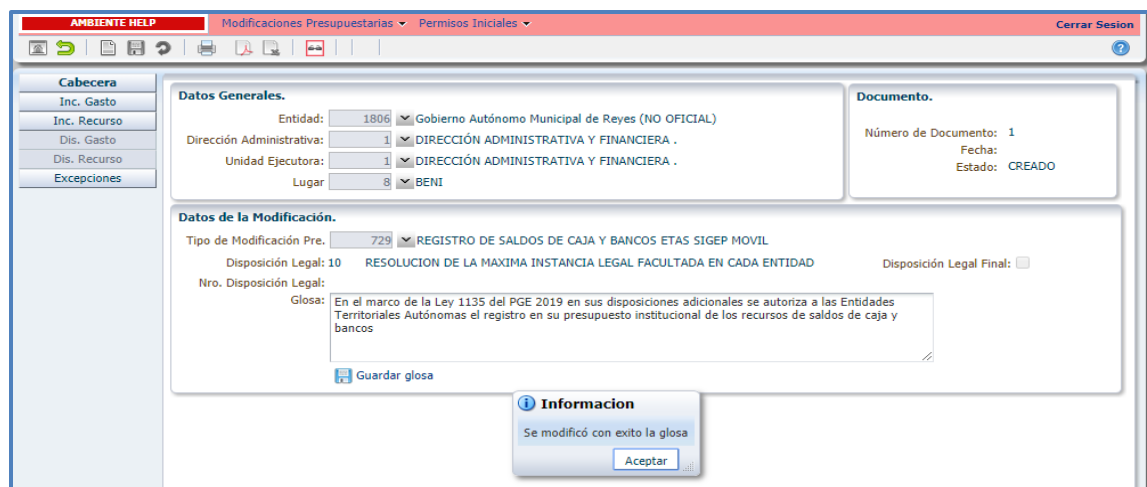 AMBIENTE HELP
Modificaciones Presupuestarias Permisos Iniciales
Cerrar Sesion
Cabecera
Inc. Gasto
Inc. Recurso
Dis. Gasto
Dis. Recurso
Excepciones
Datos Generales.
Entidad: 1806 Gobierno Autónomo Municipal de Reyes (NO OFICIAL)
Dirección Administrativa: 1 DIRECCIÓN ADMINISTRATIVA Y FINANCIERA .
Unidad Ejecutora: 1 DIRECCIÓN ADMINISTRATIVA Y FINANCIERA .
Lugar 8 BENI
Documento.
Número de Documento: 1
Fecha:
Estado: CREADO
Datos de la Modificación.
Tipo de Modificación Pre. 729 REGISTRO DE SALDOS DE CAJA Y BANCOS ETAS SIGEP MOVIL
Disposición Legal: 10 RESOLUCION DE LA MAXIMA INSTANCIA LEGAL FACULTADA EN CADA ENTIDAD Disposición Legal Final:
Nro. Disposición Legal:
Glosa: En el marco de la Ley 1135 del PGE 2019 en sus disposiciones adicionales se autoriza a las Entidades
Territoriales Autónomas el registro en su presupuesto institucional de los recursos de saldos de caja y
bancos
Guardar glosa
Informacion
Se modificó con exito la glosa
Aceptar